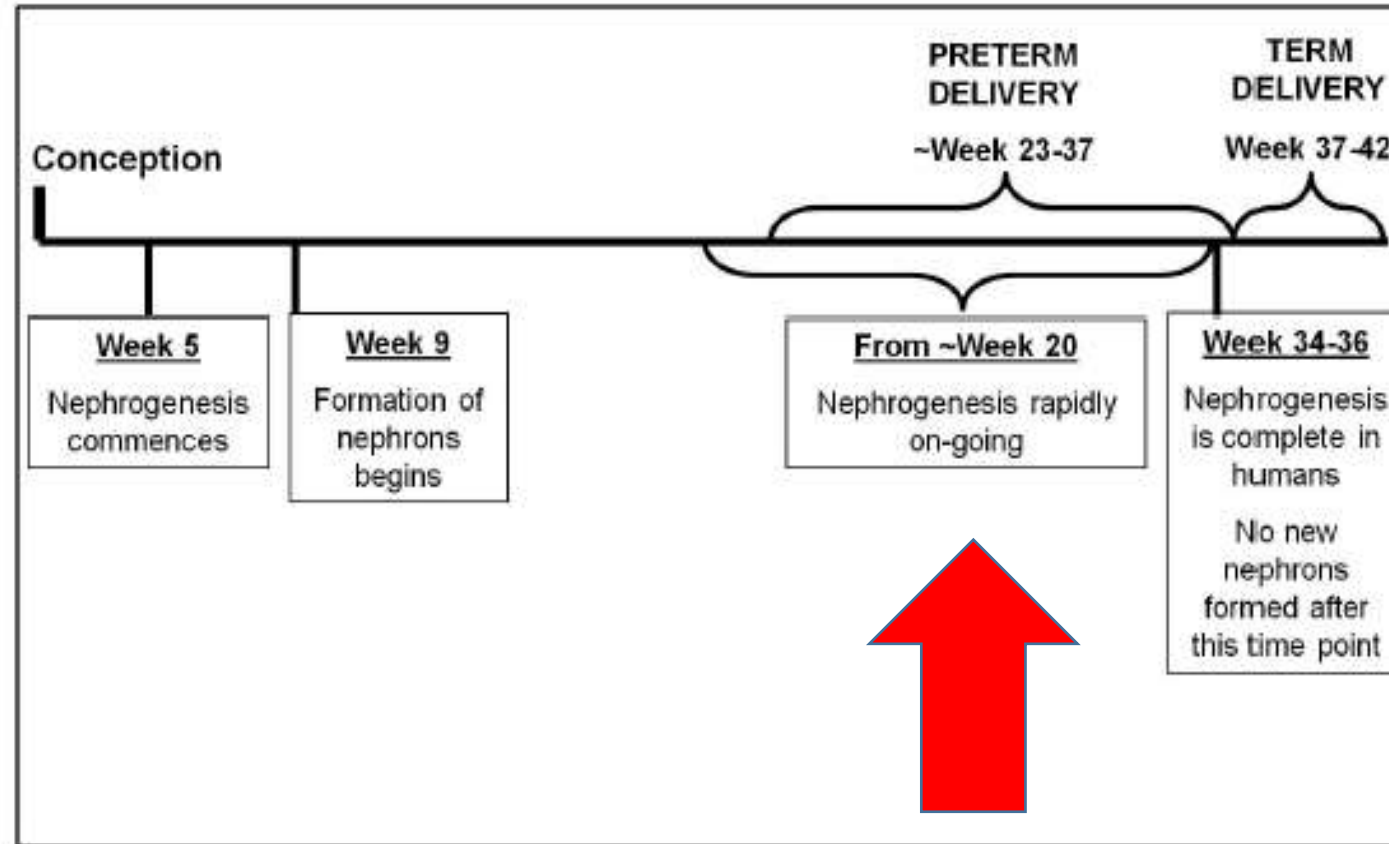 PRETERM
DELIVERY
~Week 23-37
TERM
DELIVERY
Week 37-42
Conception
Week 5
Nephrogenesis
commences
Week 9
Formation of
nephrons
begins
From ~Week 20
Nephrogenesis rapidly
on-going
Week 34-36
Nephrogenesis
is complete in
humans
No new
nephrons
formed after
this time point